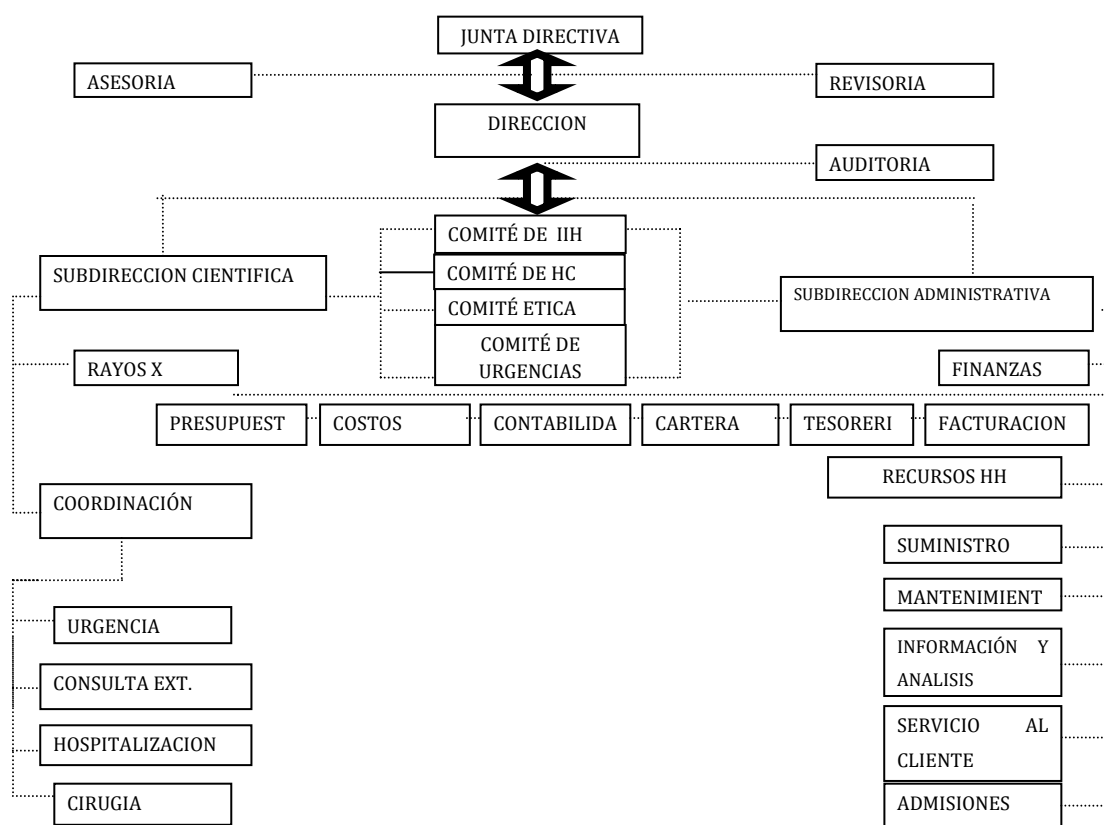 JUNTA DIRECTIVA
ASESORIA
REVISORIA
DIRECCION
AUDITORIA
COMITÉ DE IIH
SUBDIRECCION CIENTIFICA
COMITÉ DE HC
SUBDIRECCION ADMINISTRATIVA
COMITÉ ETICA
COMITÉ DE
URGENCIAS
RAYOS X
FINANZAS
PRESUPUEST
COSTOS
CONTABILIDA
CARTERA
TESORERI
FACTURACION
RECURSOS HH
COORDINACIÓN
SUMINISTRO
MANTENIMIENT
URGENCIA
INFORMACIÓN Y
ANALISIS
CONSULTA EXT.
SERVICIO AL
CLIENTE
HOSPITALIZACION
CIRUGIA
ADMISIONES